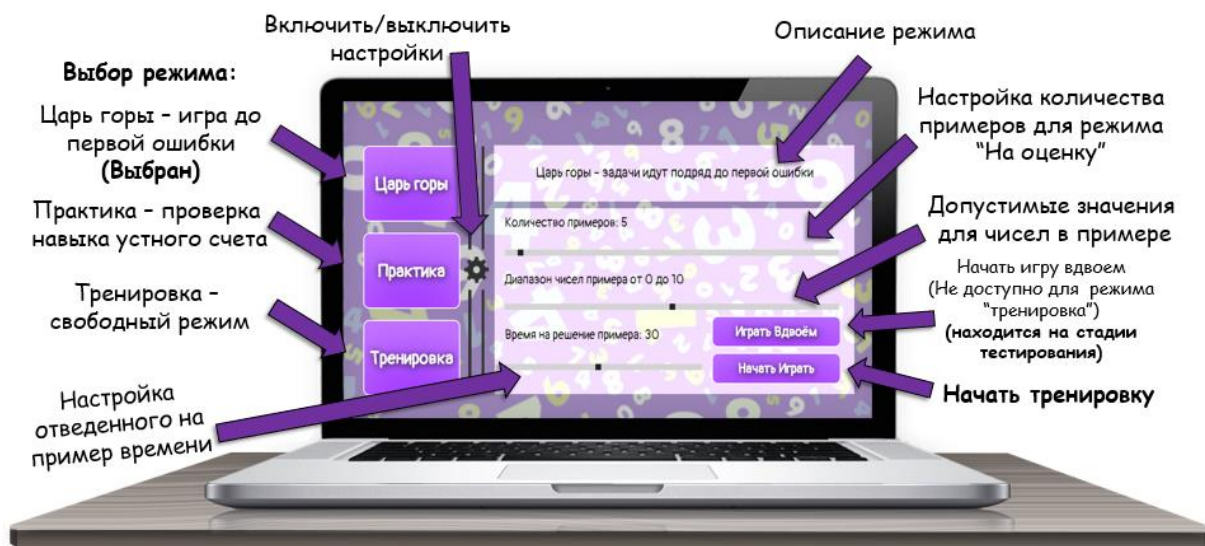 Включить/выключить
настройки
Описание режима
Выбор режима:
Царь горы – игра до
первой ошибки
(Выбран)
Практика – проверка
навыка устного счета
Тренировка –
свободный режим
Настройка
отведенного на
пример времени
Царь горы
Практика
Тренировка
Царь горы - задачи идут подряд до первой ошибки
Количество примеров: 5
Диапазон чисел примера от 0 до 10
Время на решение примера: 30
Играть Вдвоём
Начать Играть
Настройка количества
примеров для режима
“На оценку”
Допустимые значения
для чисел в примере
Начать игру вдвоем
(Не доступно для режима
“тренировка”)
(находится на стадии
тестирования)
Начать тренировку